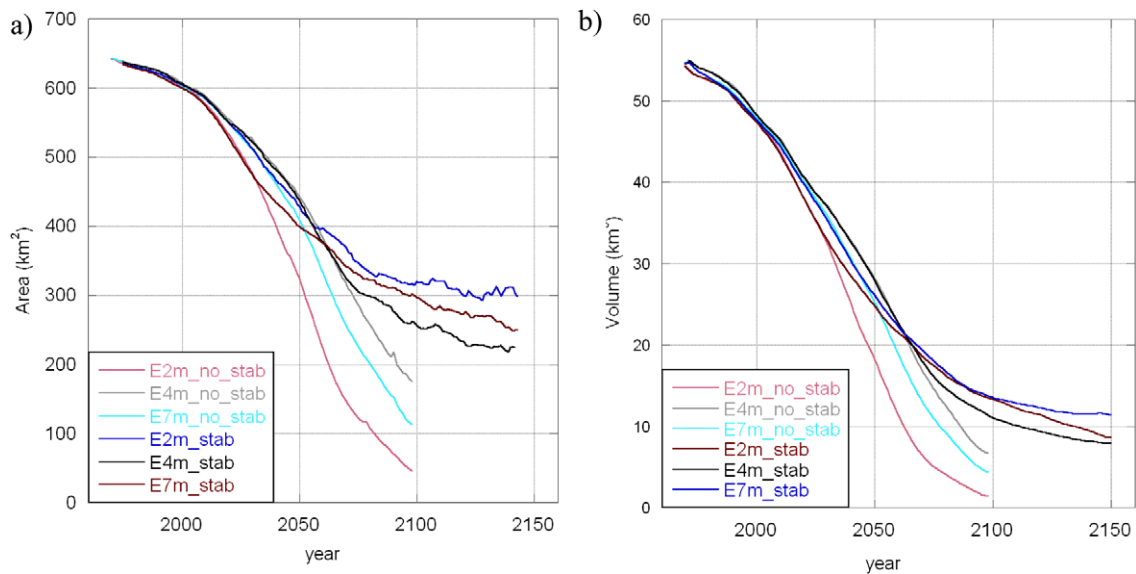 a)
700
600
500
400
300
200
100
0
Area (km²)
2000
2050
2100
2150
year
E2m_no_stab
E4m_no_stab
E7m_no_stab
E2m_stab
E4m_stab
E7m_stab
b)
60
50
40
30
20
10
0
Volume (km³)
2000
2050
2100
2150
year
E2m_no_stab
E4m_no_stab
E7m_no_stab
E2m_stab
E4m_stab
E7m_stab